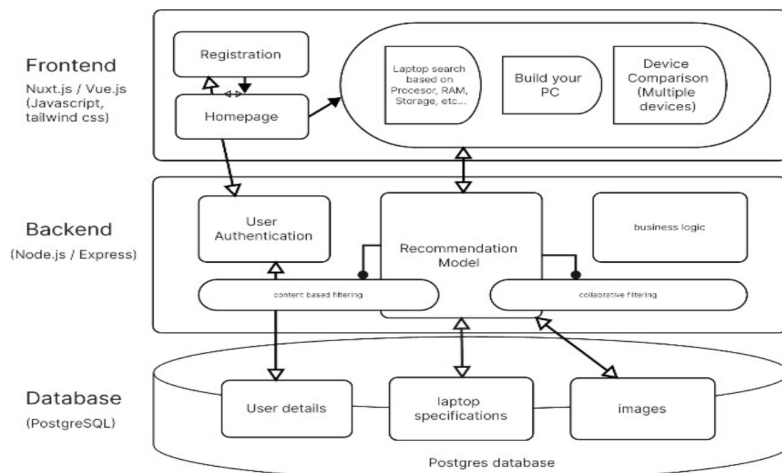 Frontend
Nuxt.js / Vue.js
(Javascript,
tailwind css)
Registration
Homepage
Laptop search
based on
Procesor, RAM,
Storage, etc...
Build your
PC
Device
Comparison
(Multiple
devices)
Backend
(Node.js / Express)
User
Authentication
Recommendation
Model
business logic
content based filtering
collabrative filtering
Database
(PostgreSQL)
User details
laptop
specifications
images
Postgres database